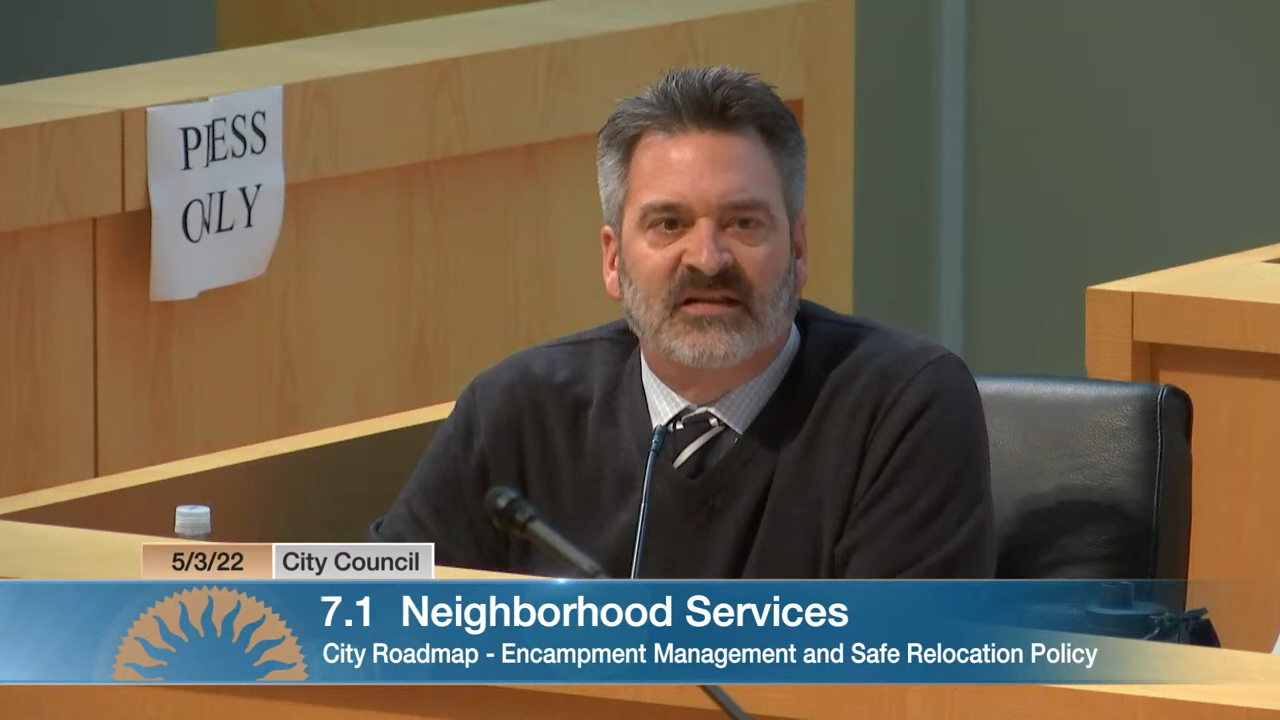 PRESS
ONLY
5/3/22 City Council
7.1 Neighborhood Services
City Roadmap - Encampment Management and Safe Relocation Policy